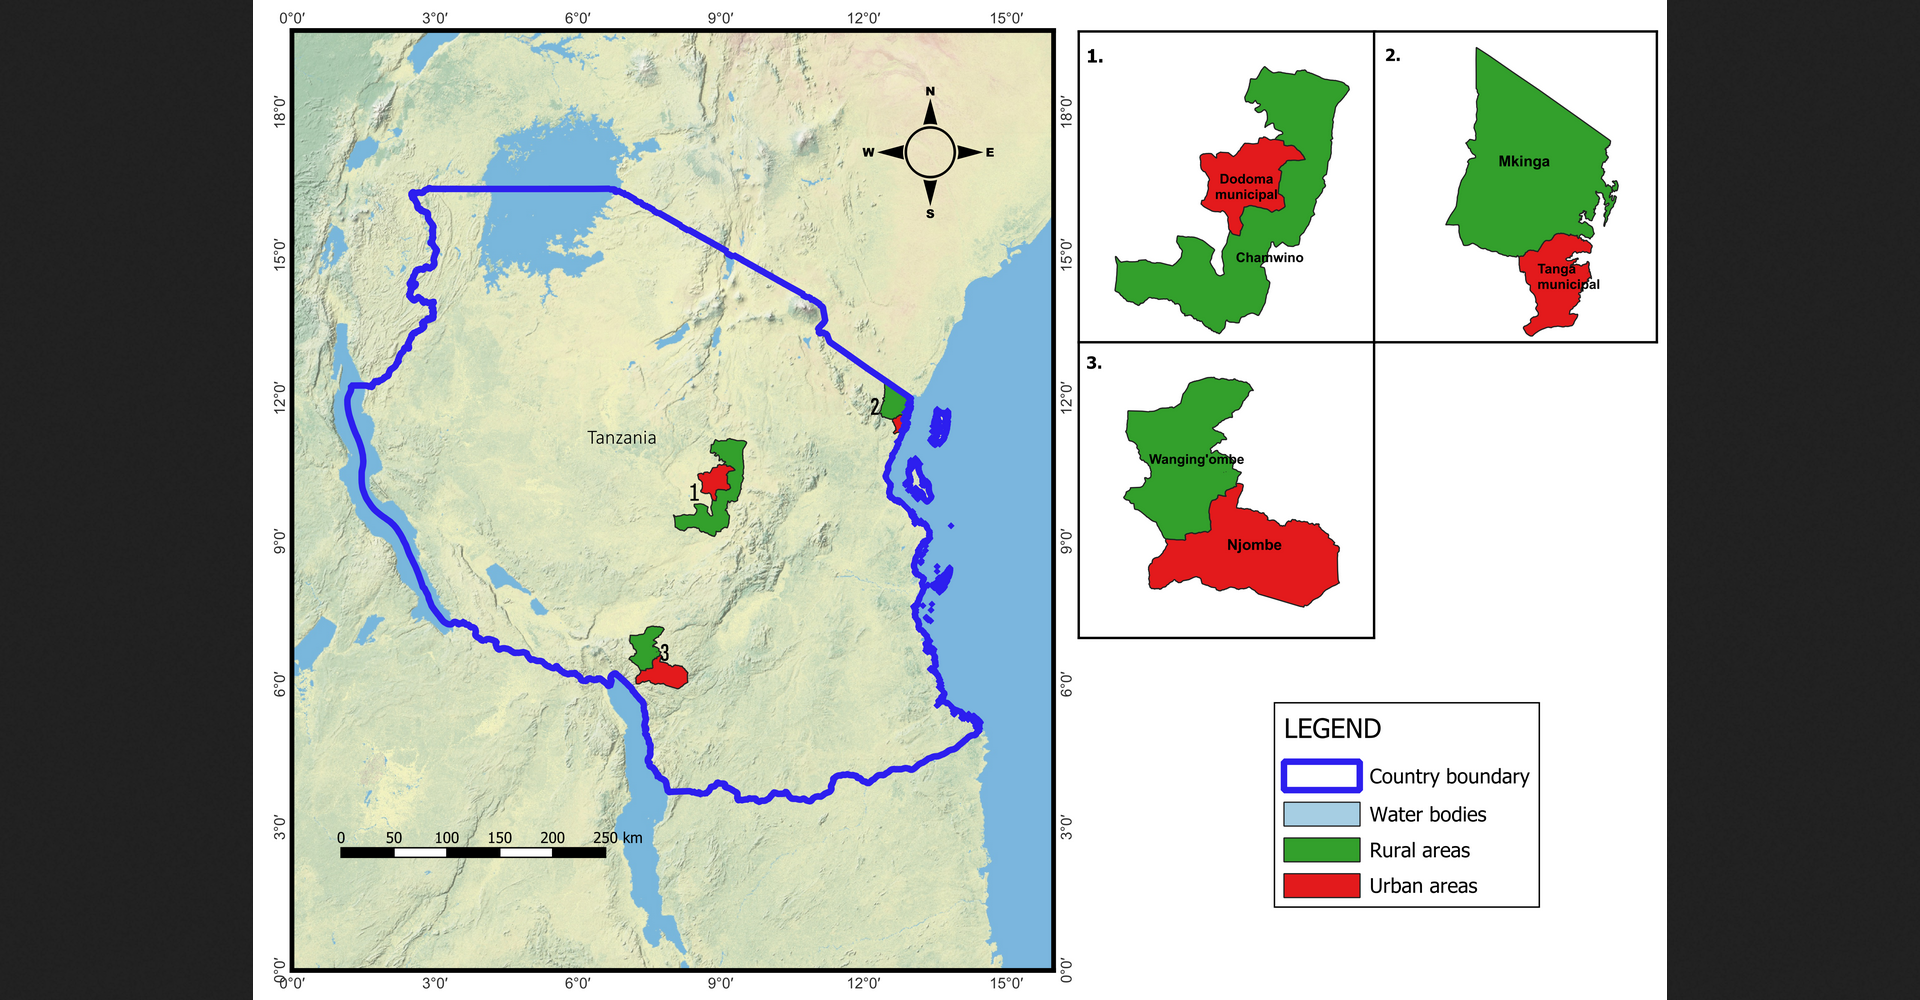 0°0′ 3°0′ 6°0′ 9°0′ 12°0′ 15°0′
18°0′
15°0′
12°0′
9°0′
6°0′
3°0′
0°0′
N
W E
S
Tanzania
1
2
3
0 50 100 150 200 250 km
0°0′ 3°0′ 6°0′ 9°0′ 12°0′ 15°0′
18°0′
15°0′
12°0′
9°0′
6°0′
3°0′
0°0′
1.
Dodoma
municipal
Chamwino
2.
Mkinga
Tanga
municipal
3.
Wanging'ombe
Njombe
LEGEND
Country boundary
Water bodies
Rural areas
Urban areas